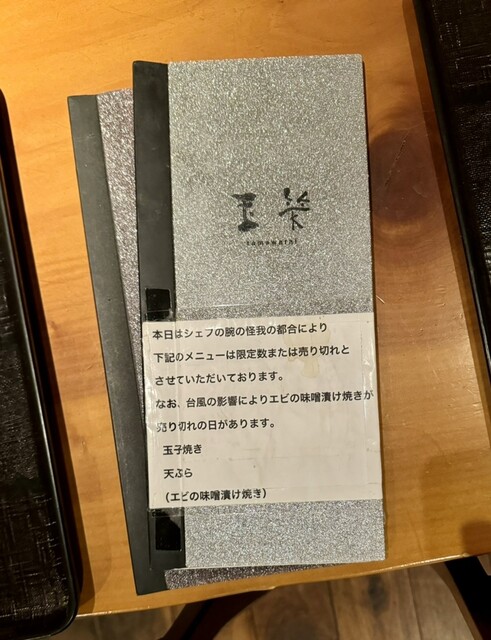 玉笑
tamawarai
本日はシェフの腕の怪我の都合により
下記のメニューは限定数または売り切れと
させていただいております。
なお、台風の影響によりエビの味噌漬け焼きが
売り切れの日があります。
玉子焼き
天ぷら
(エビの味噌漬け焼き)